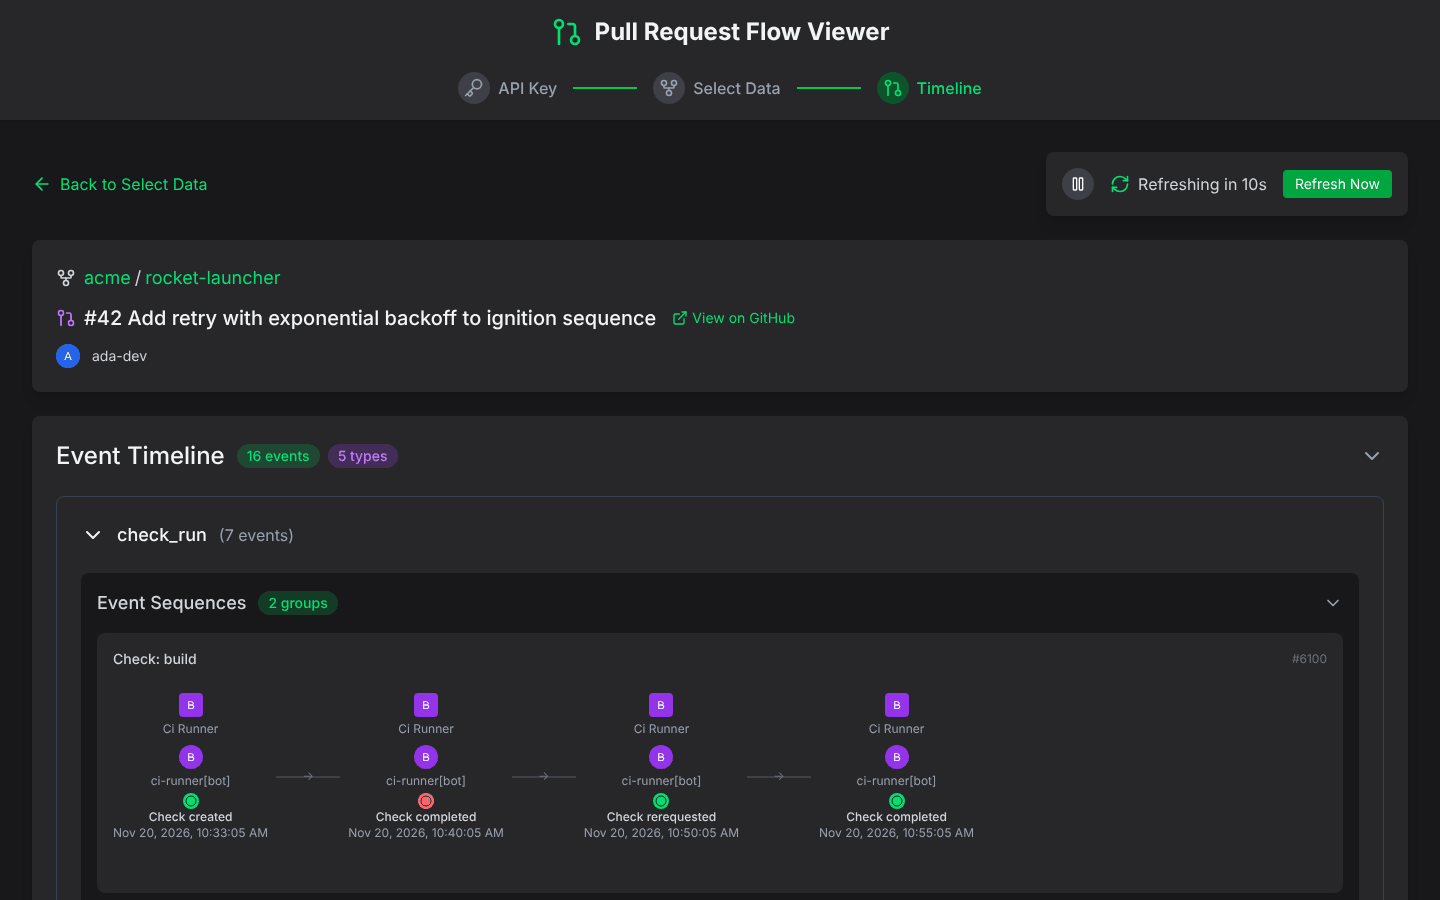 Pull Request Flow Viewer
API Key
Select Data
Timeline
Back to Select Data
Refreshing in 10s
Refresh Now
acme / rocket-launcher
#42 Add retry with exponential backoff to ignition sequence
View on GitHub
A
ada-dev
Event Timeline
16 events
5 types
check_run
(7 events)
Event Sequences
2 groups
Check: build
#6100
B
B
B
B
Ci Runner
Ci Runner
Ci Runner
Ci Runner
B
B
B
B
ci-runner[bot]
ci-runner[bot]
ci-runner[bot]
ci-runner[bot]
Check created
Check completed
Check rerequested
Check completed
Nov 20, 2026, 10:33:05 AM
Nov 20, 2026, 10:40:05 AM
Nov 20, 2026, 10:50:05 AM
Nov 20, 2026, 10:55:05 AM